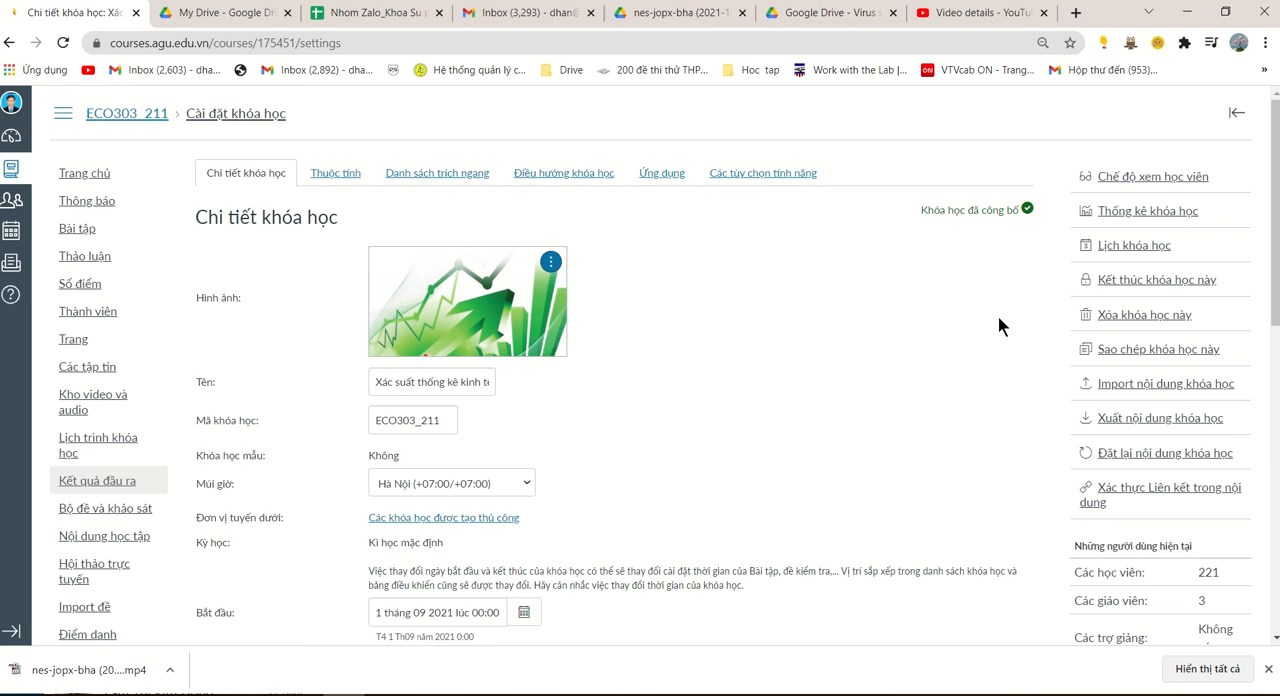 Chi tiết khóa học: Xác
My Drive - Google Dri
Nhom Zalo_Khoa Su p
Inbox (3,293) - dhan@
nes-jopx-bha (2021-1
Google Drive - Virus s
Video details - YouTu
courses.agu.edu.vn/courses/175451/settings
Ứng dụng
Inbox (2,603) - dha...
Inbox (2,892) - dha...
Hệ thống quản lý c...
Drive
200 đề thi thử THP...
Hoc tap
Work with the Lab |...
VTVcab ON - Trang...
Hộp thư đến (953)...
ECO303_211 › Cài đặt khóa học
Trang chủ
Thông báo
Bài tập
Thảo luận
Sổ điểm
Thành viên
Trang
Các tập tin
Kho video và
audio
Lịch trình khóa
học
Kết quả đầu ra
Bộ đề và khảo sát
Nội dung học tập
Hội thảo trực
tuyến
Import đề
Điểm danh
Chi tiết khóa học
Thuộc tính
Danh sách trích ngang
Điều hướng khóa học
Ứng dụng
Các tùy chọn tính năng
Chi tiết khóa học
Khóa học đã công bố
Hình ảnh:
Tên:
Xác suất thống kê kinh tế
Mã khóa học:
ECO303_211
Khóa học mẫu:
Không
Múi giờ:
Hà Nội (+07:00/+07:00)
Đơn vị tuyến dưới:
Các khóa học được tạo thủ công
Kỳ học:
Kì học mặc định
Việc thay đổi ngày bắt đầu và kết thúc của khóa học có thể sẽ thay đổi cài đặt thời gian của Bài tập, đề kiểm tra,... Vị trí sắp xếp trong danh sách khóa học và
bảng điều khiển cũng sẽ được thay đổi. Hãy cân nhắc việc thay đổi thời gian của khóa học.
Bắt đầu:
1 tháng 09 2021 lúc 00:00
T4 1 Th09 năm 2021 0:00
Chế độ xem học viên
Thống kê khóa học
Lịch khóa học
Kết thúc khóa học này
Xóa khóa học này
Sao chép khóa học này
Import nội dung khóa học
Xuất nội dung khóa học
Đặt lại nội dung khóa học
Xác thực Liên kết trong nội
dung
Những người dùng hiện tại
Các học viên: 221
Các giáo viên: 3
Các trợ giảng: Không
nes-jopx-bha (20....mp4
Hiển thị tất cả